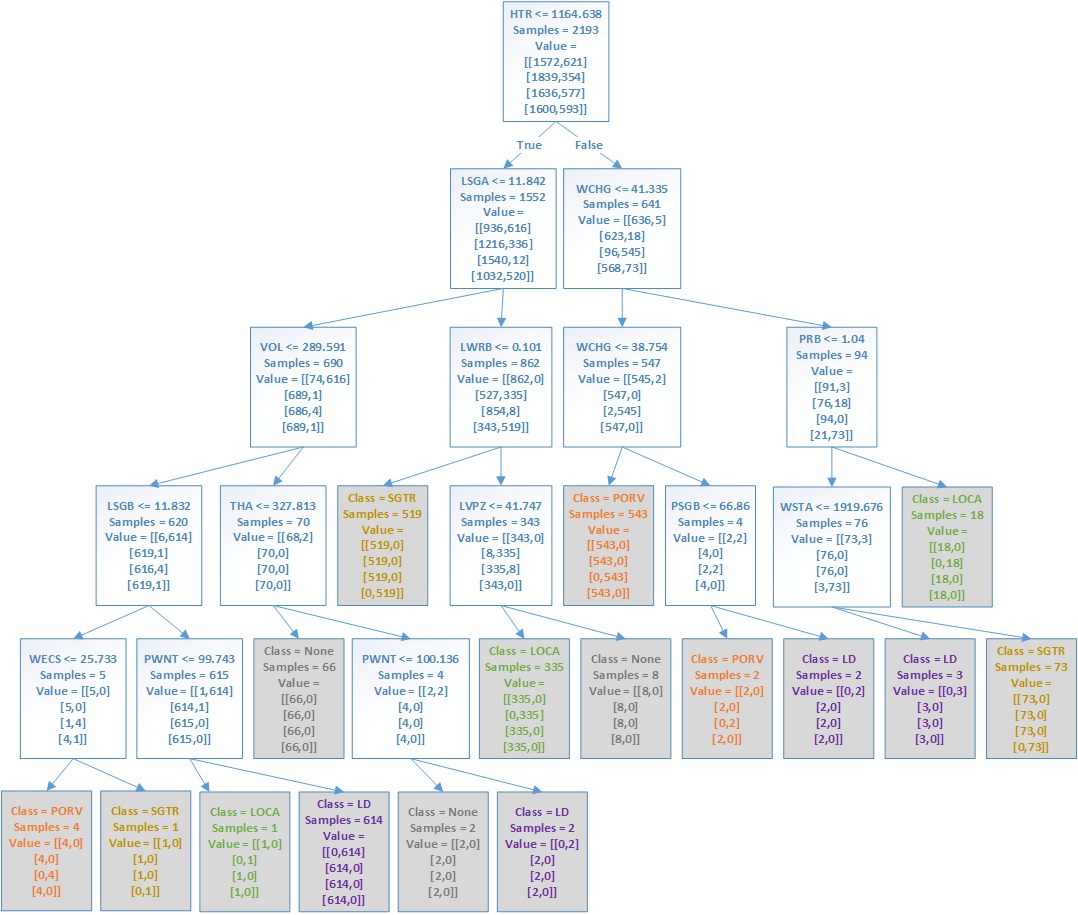 HTR <= 1164.638
Samples = 2193
Value =
[[1572,621]
[1839,354]
[1636,577]
[1600,593]]
True
False
LSGA <= 11.842
Samples = 1552
Value =
[[936,616]
[1216,336]
[1540,12]
[1032,520]]
WCHG <= 41.335
Samples = 641
Value = [[636,5]
[623,18]
[96,545]
[568,73]]
VOL <= 289.591
Samples = 690
Value = [[74,616]
[689,1]
[686,4]
[689,1]]
LWRB <= 0.101
Samples = 862
Value = [[862,0]
[527,335]
[854,8]
[343,519]]
WCHG <= 38.754
Samples = 547
Value = [[545,2]
[547,0]
[2,545]
[547,0]]
PRB <= 1.04
Samples = 94
Value =
[[91,3]
[76,18]
[94,0]
[21,73]]
LSGB <= 11.832
Samples = 620
Value = [[6,614]
[619,1]
[616,4]
[619,1]]
THA <= 327.813
Samples = 70
Value = [[68,2]
[70,0]
[70,0]
[70,0]]
Class = SGTR
Samples = 519
Value =
[[519,0]
[519,0]
[519,0]
[0,519]]
LVPZ <= 41.747
Samples = 343
Value = [[343,0]
[8,335]
[335,8]
[343,0]]
Class = PORV
Samples = 543
Value =
[[543,0]
[543,0]
[0,543]
[543,0]]
PSGB <= 66.86
Samples = 4
Value = [[2,2]
[4,0]
[2,2]
[4,0]]
WSTA <= 1919.676
Samples = 76
Value = [[73,3]
[76,0]
[76,0]
[3,73]]
Class = LOCA
Samples = 18
Value =
[[18,0]
[0,18]
[18,0]
[18,0]]
WECS <= 25.733
Samples = 5
Value = [[5,0]
[5,0]
[1,4]
[4,1]]
PWNT <= 99.743
Samples = 615
Value = [[1,614]
[614,1]
[615,0]
[615,0]]
Class = None
Samples = 66
Value =
[[66,0]
[66,0]
[66,0]
[66,0]]
PWNT <= 100.136
Samples = 4
Value = [[2,2]
[4,0]
[4,0]
[4,0]]
Class = LOCA
Samples = 335
Value =
[[335,0]
[0,335]
[335,0]
[335,0]]
Class = None
Samples = 8
Value = [[8,0]
[8,0]
[8,0]
[8,0]]
Class = PORV
Samples = 2
Value = [[2,0]
[2,0]
[0,2]
[2,0]]
Class = LD
Samples = 2
Value = [[0,2]
[2,0]
[2,0]
[2,0]]
Class = LD
Samples = 3
Value = [[0,3]
[3,0]
[3,0]
[3,0]]
Class = SGTR
Samples = 73
Value =
[[73,0]
[73,0]
[73,0]
[0,73]]
Class = PORV
Samples = 4
Value = [[4,0]
[4,0]
[0,4]
[4,0]]
Class = SGTR
Samples = 1
Value = [[1,0]
[1,0]
[1,0]
[0,1]]
Class = LOCA
Samples = 1
Value = [[1,0]
[0,1]
[1,0]
[1,0]]
Class = LD
Samples = 614
Value =
[[0,614]
[614,0]
[614,0]
[614,0]]
Class = None
Samples = 2
Value = [[2,0]
[2,0]
[2,0]
[2,0]]
Class = LD
Samples = 2
Value = [[0,2]
[2,0]
[2,0]
[2,0]]